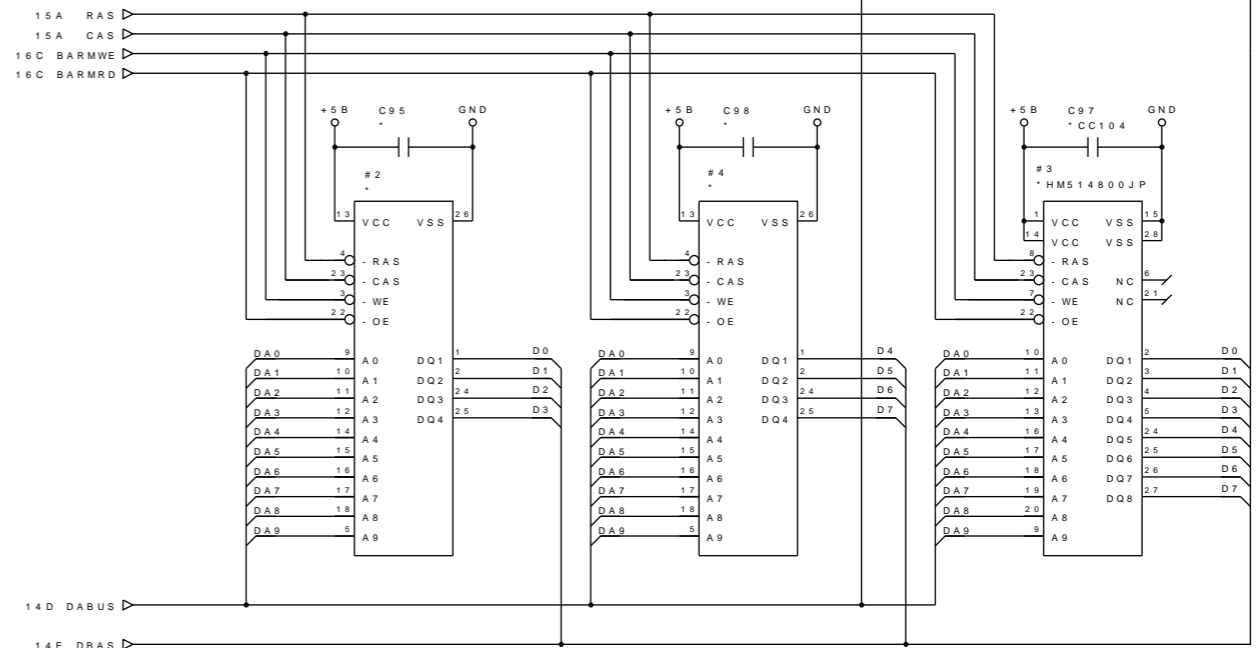 15A RAS
15A CAS
16C BARMWE
16C BARMRD
+5B C95 GND
*
#2
*
13 VCC VSS 26
4 -RAS
23 -CAS
3 -WE
22 -OE
DA0 9 A0 DQ1 1 D0
DA1 10 A1 DQ2 2 D1
DA2 11 A2 DQ3 24 D2
DA3 12 A3 DQ4 25 D3
DA4 14 A4
DA5 15 A5
DA6 16 A6
DA7 17 A7
DA8 18 A8
DA9 5 A9
+5B C98 GND
*
#4
*
13 VCC VSS 26
4 -RAS
23 -CAS
3 -WE
22 -OE
DA0 9 A0 DQ1 1 D4
DA1 10 A1 DQ2 2 D5
DA2 11 A2 DQ3 24 D6
DA3 12 A3 DQ4 25 D7
DA4 14 A4
DA5 15 A5
DA6 16 A6
DA7 17 A7
DA8 18 A8
DA9 5 A9
+5B C97 GND
*CC104
#3
*HM514800JP
1 VCC VSS 15
14 VCC VSS 28
8 -RAS
23 -CAS NC 6
7 -WE NC 21
22 -OE
DA0 10 A0 DQ1 2 D0
DA1 11 A1 DQ2 3 D1
DA2 12 A2 DQ3 4 D2
DA3 13 A3 DQ4 5 D3
DA4 16 A4 DQ5 24 D4
DA5 17 A5 DQ6 25 D5
DA6 18 A6 DQ7 26 D6
DA7 19 A7 DQ8 27 D7
DA8 20 A8
DA9 9 A9
14D DABUS
14E DBAS